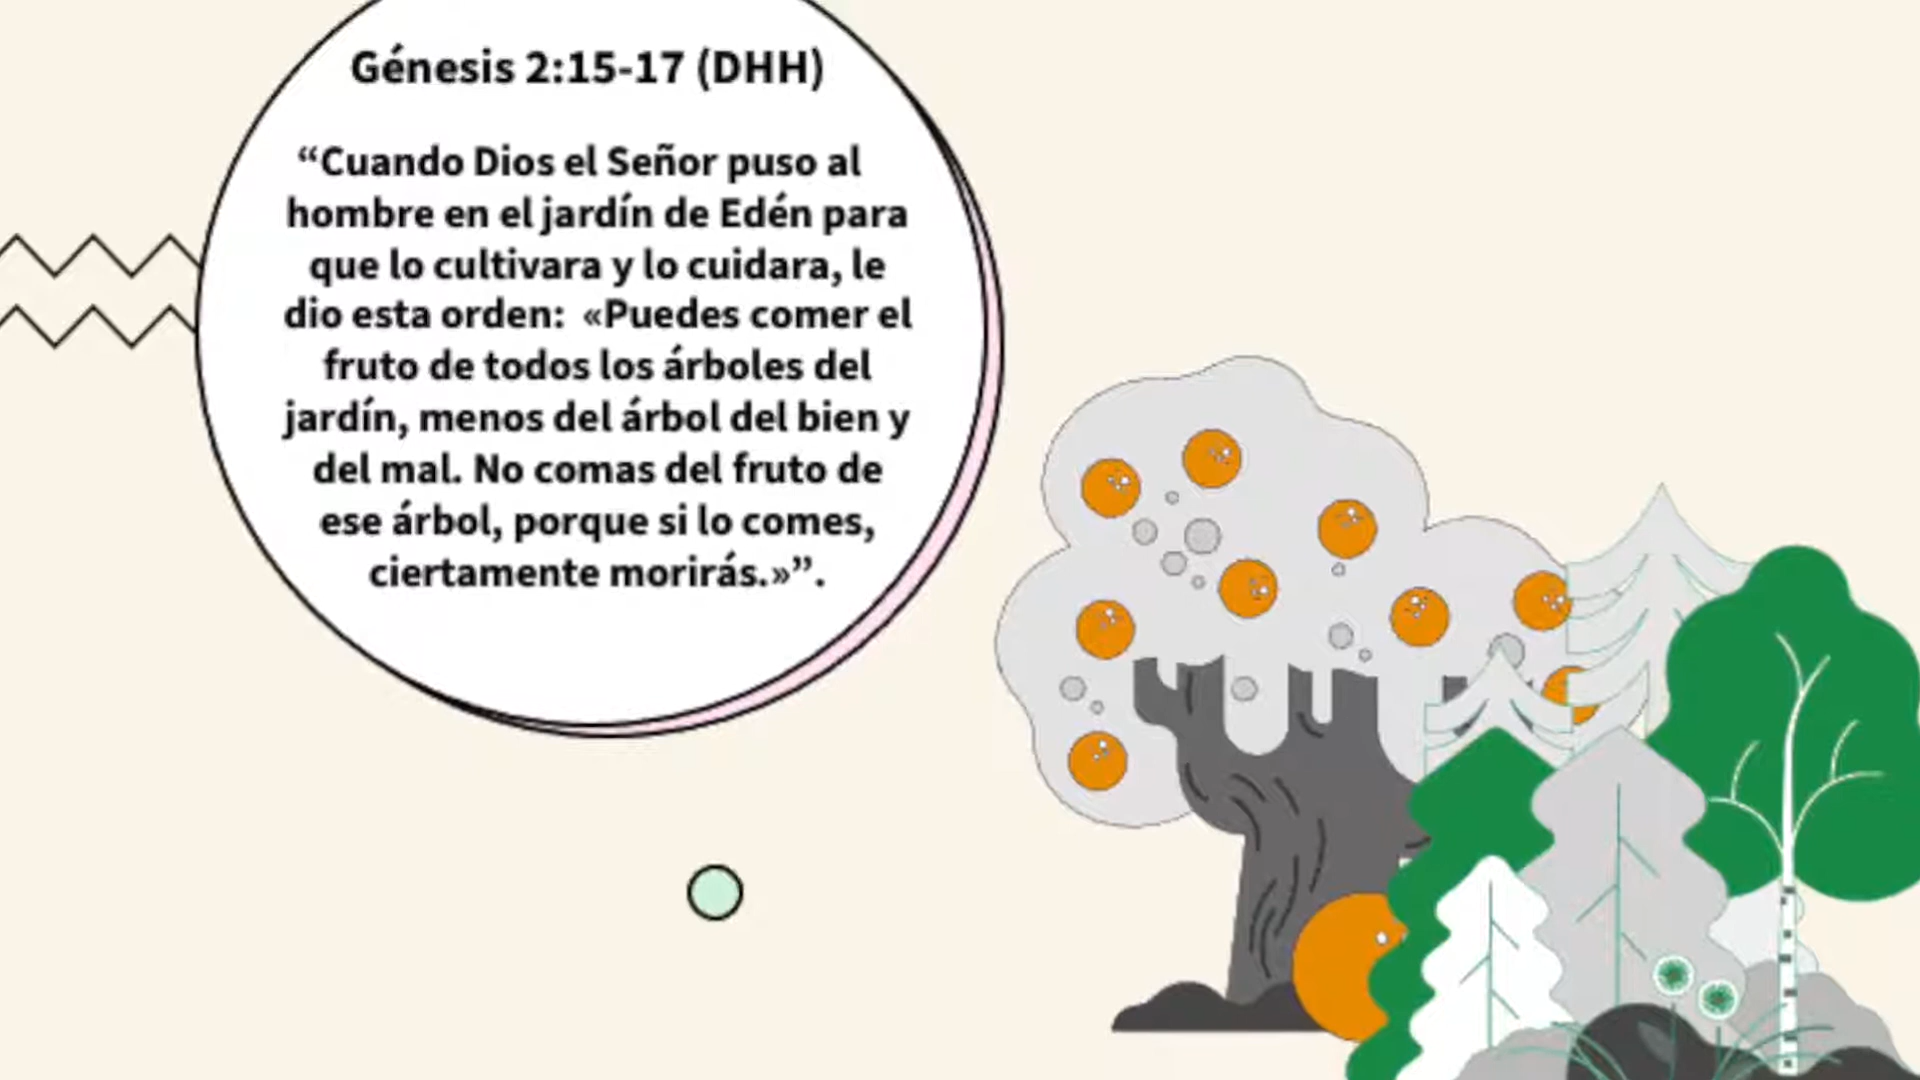 Génesis 2:15-17 (DHH)
“Cuando Dios el Señor puso al
hombre en el jardín de Edén para
que lo cultivara y lo cuidara, le
dio esta orden:  «Puedes comer el
fruto de todos los árboles del
jardín, menos del árbol del bien y
del mal. No comas del fruto de
ese árbol, porque si lo comes,
ciertamente morirás.»”.